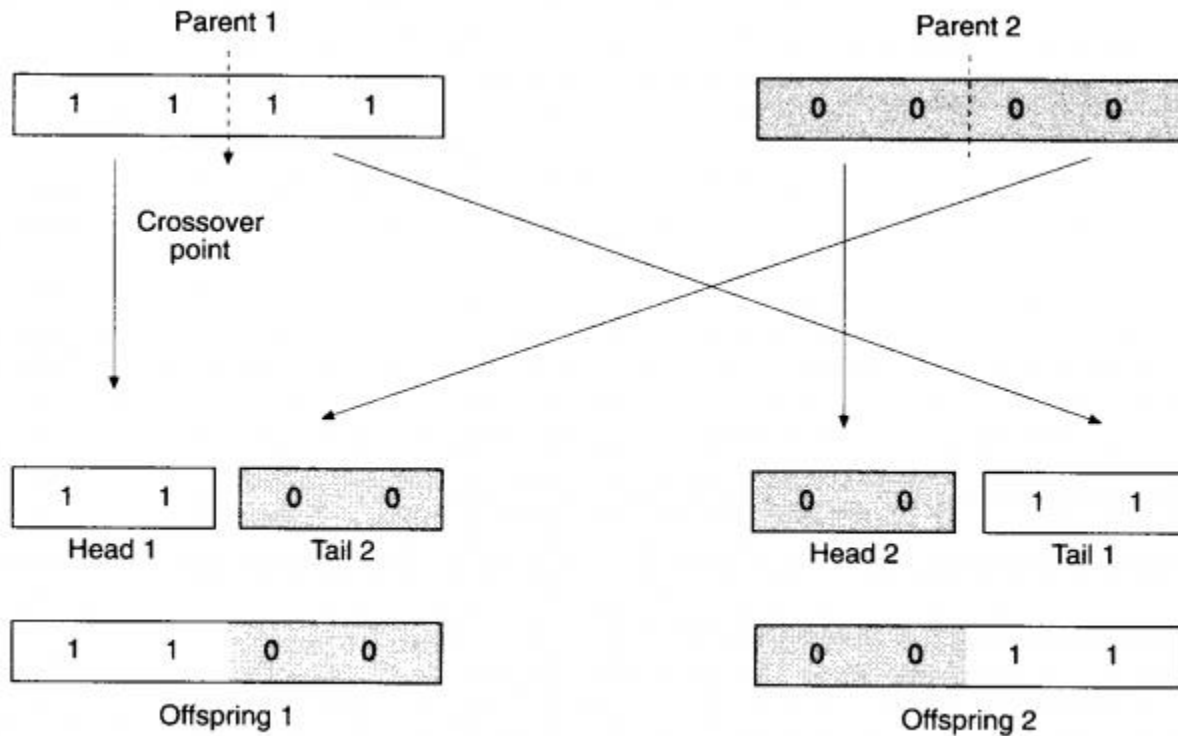 Parent 1
Parent 2
1 1 1 1
0 0 0 0
Crossover
point
1 1
0 0
0 0
1 1
Head 1
Tail 2
Head 2
Tail 1
1 1 0 0
0 0 1 1
Offspring 1
Offspring 2